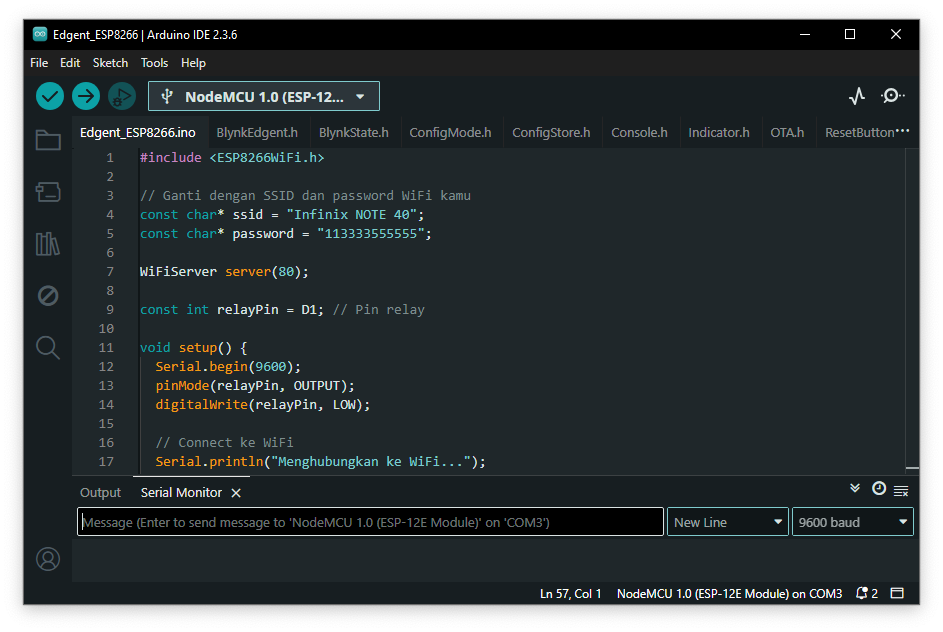 Edgent_ESP8266 | Arduino IDE 2.3.6
File Edit Sketch Tools Help
NodeMCU 1.0 (ESP-12...
Edgent_ESP8266.ino BlynkEdgent.h BlynkState.h ConfigMode.h ConfigStore.h Console.h Indicator.h OTA.h ResetButton...
1 #include <ESP8266WiFi.h>
2
3 // Ganti dengan SSID dan password WiFi kamu
4 const char* ssid = "Infinix NOTE 40";
5 const char* password = "113333555555";
6
7 WiFiServer server(80);
8
9 const int relayPin = D1; // Pin relay
10
11 void setup() {
12 Serial.begin(9600);
13 pinMode(relayPin, OUTPUT);
14 digitalWrite(relayPin, LOW);
15
16 // Connect ke WiFi
17 Serial.println("Menghubungkan ke WiFi...");
Output Serial Monitor
Message (Enter to send message to 'NodeMCU 1.0 (ESP-12E Module)' on 'COM3') New Line 9600 baud
Ln 57, Col 1 NodeMCU 1.0 (ESP-12E Module) on COM3 2